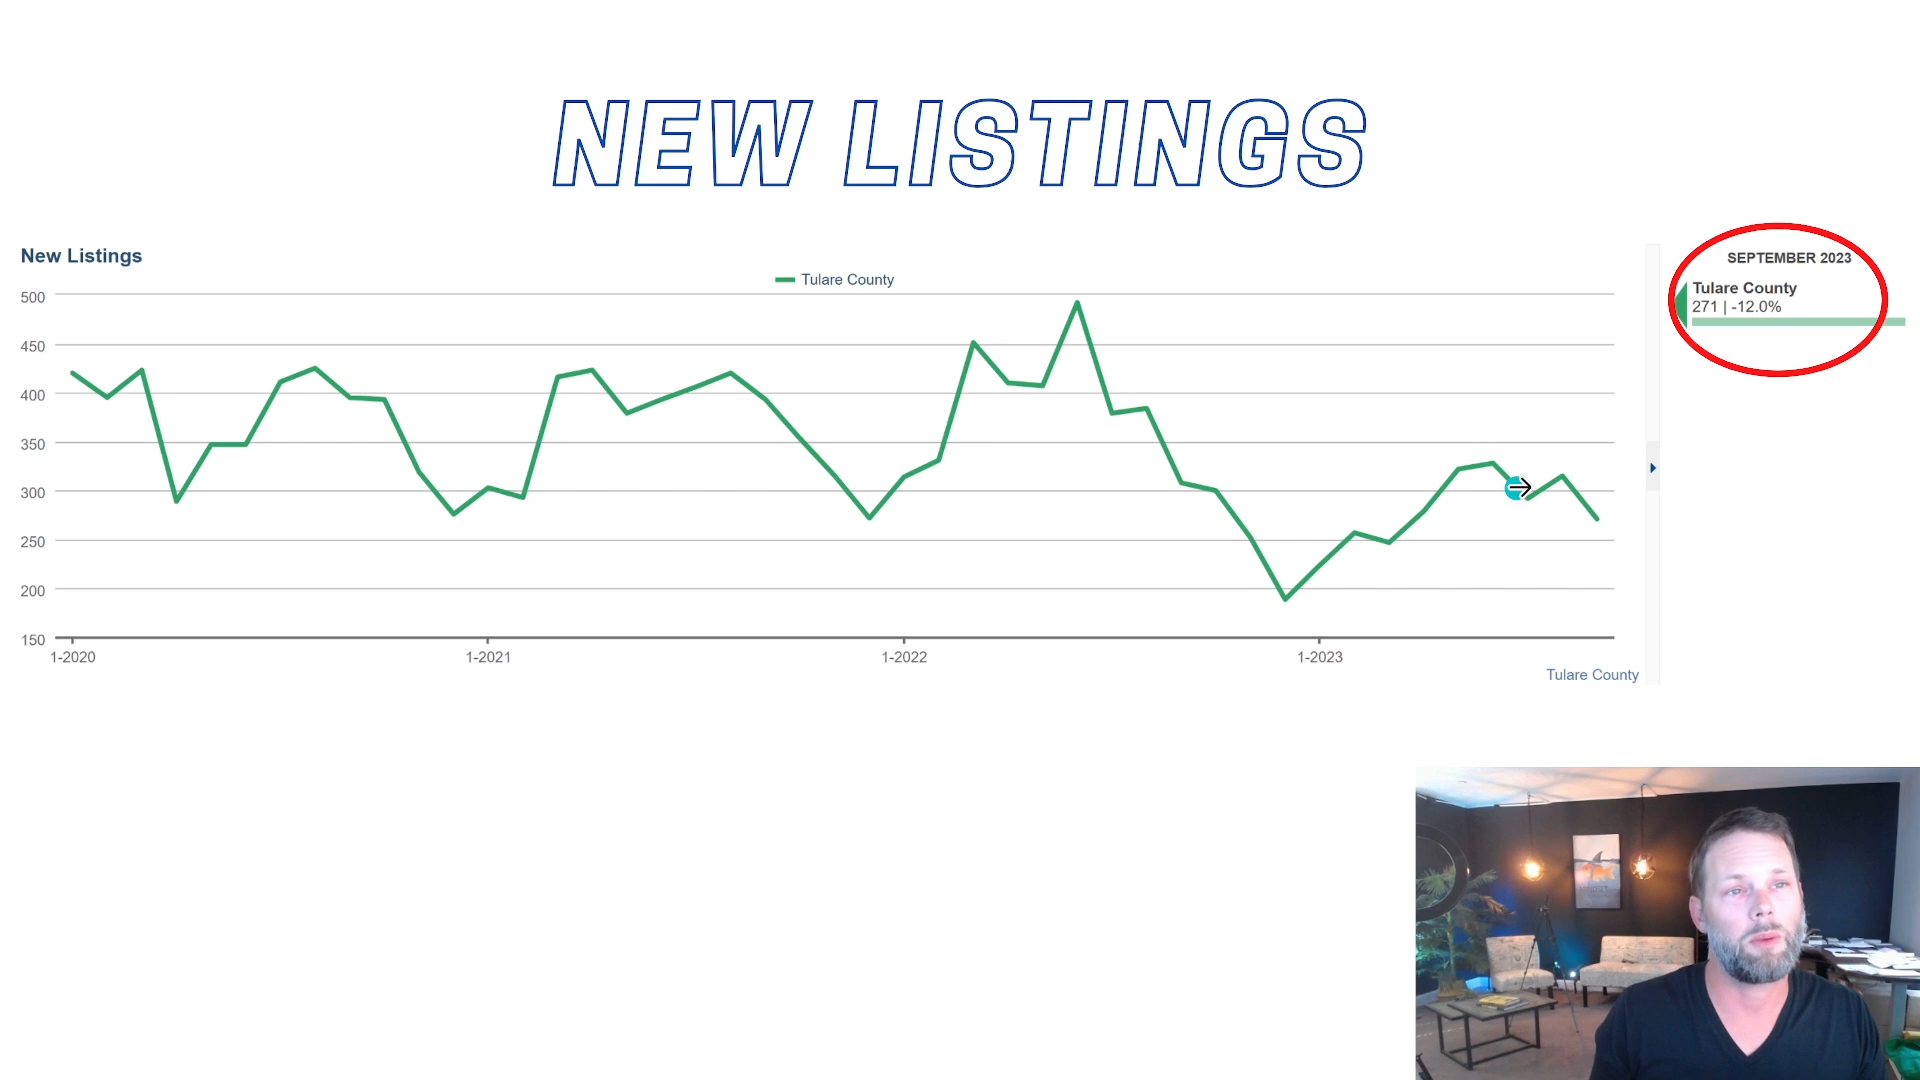 NEW LISTINGS
New Listings
Tulare County
500
450
400
350
300
250
200
150
1-2020
1-2021
1-2022
1-2023
Tulare County
SEPTEMBER 2023
Tulare County
271 | -12.0%